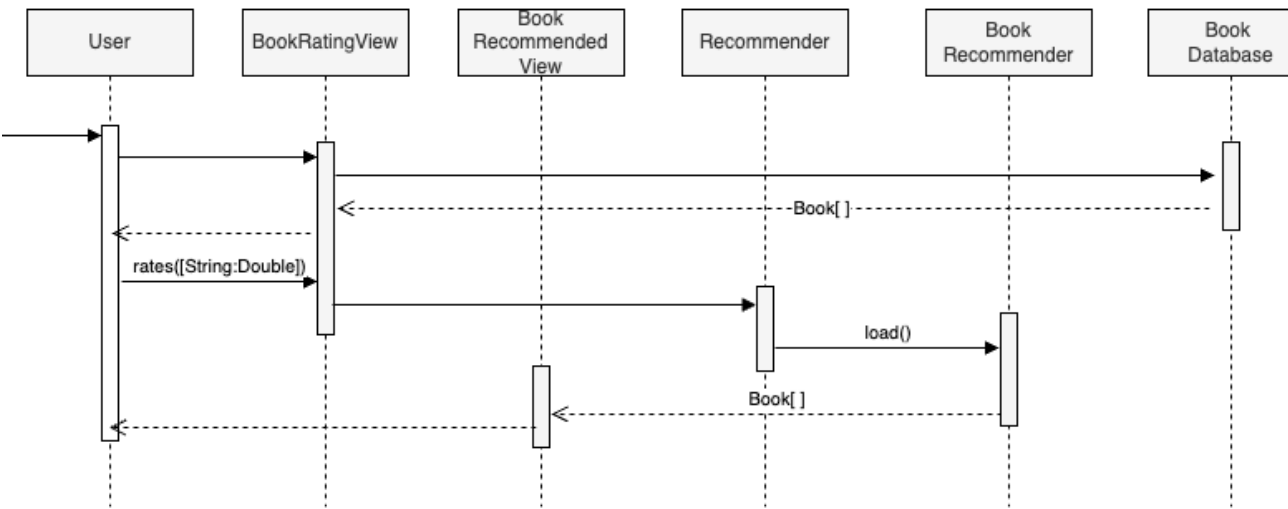 User
BookRatingView
Book
Recommended
View
Recommender
Book
Recommender
Book
Database
Book[ ]
rates([String:Double])
load()
Book[ ]